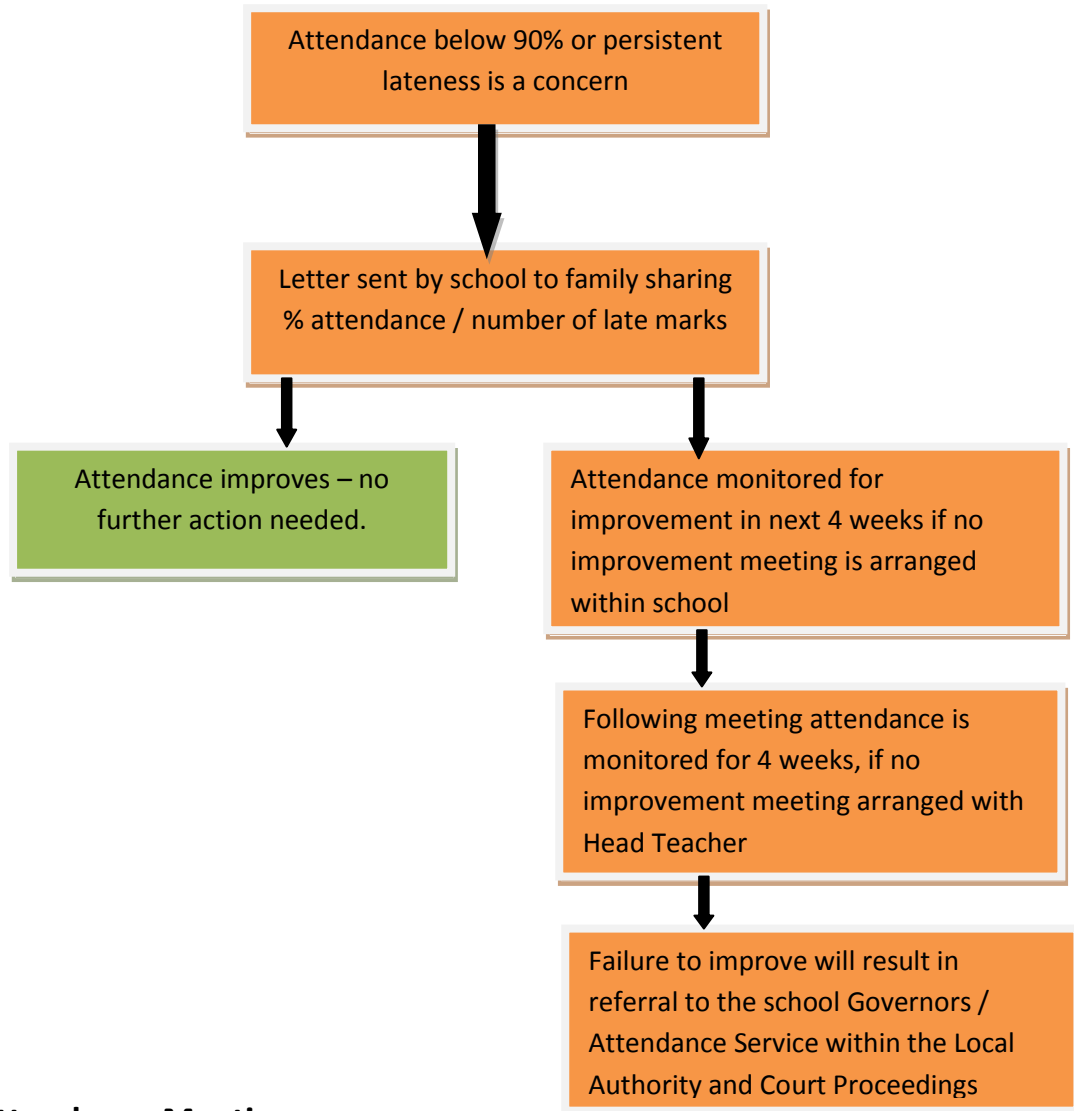 Attendance below 90% or persistent
lateness is a concern
Letter sent by school to family sharing
% attendance / number of late marks
Attendance improves – no
further action needed.
Attendance monitored for
improvement in next 4 weeks if no
improvement meeting is arranged
within school
Following meeting attendance is
monitored for 4 weeks, if no
improvement meeting arranged with
Head Teacher
Failure to improve will result in
referral to the school Governors /
Attendance Service within the Local
Authority and Court Proceedings